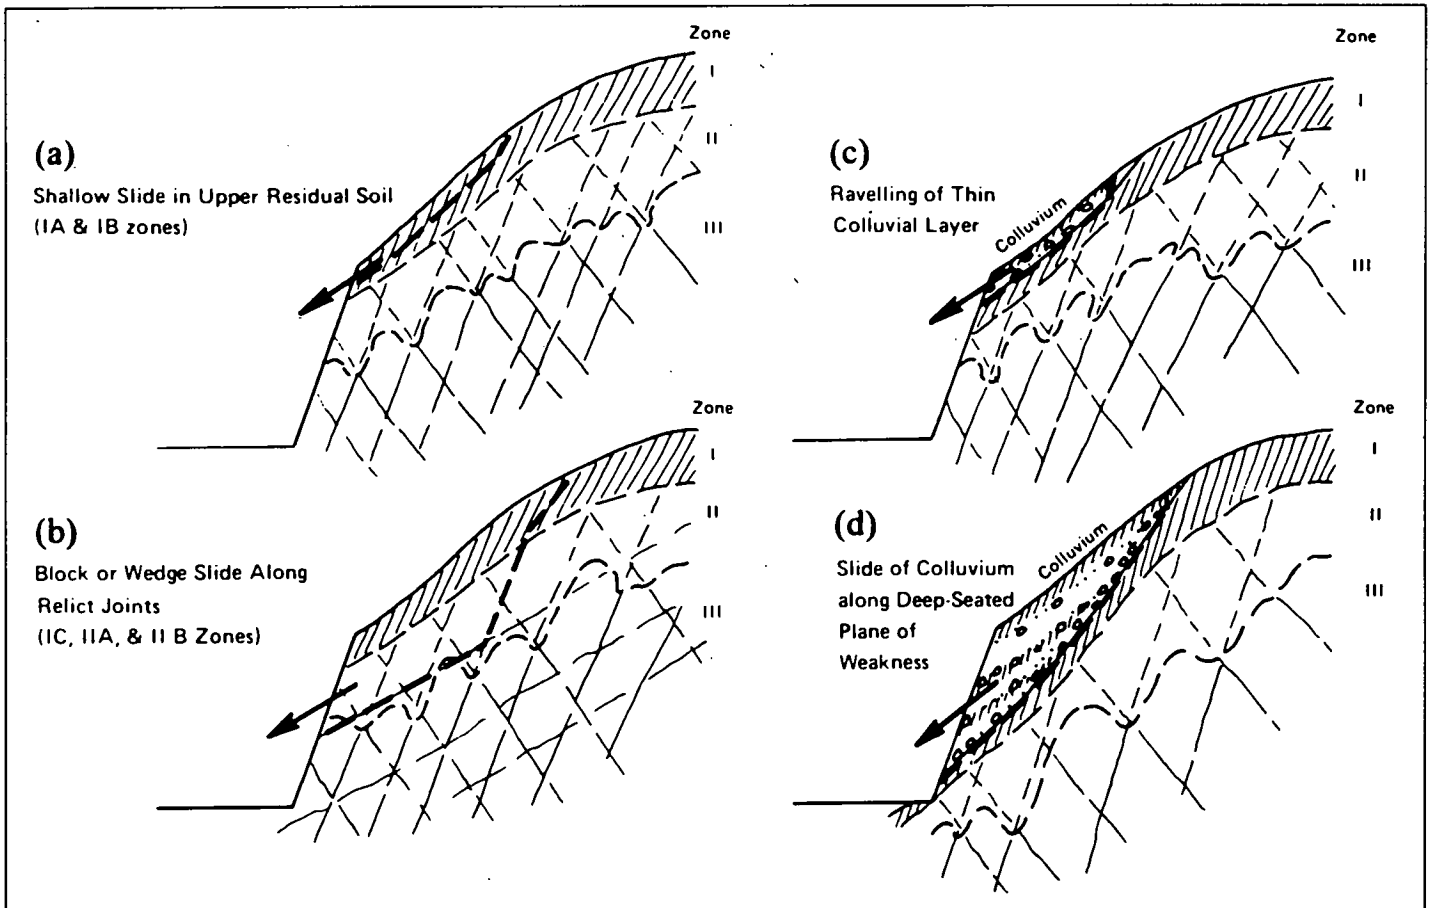 Zone
I
II
III
(a)
Shallow Slide in Upper Residual Soil
(IA & IB zones)
Zone
I
II
III
(c)
Ravelling of Thin
Colluvial Layer
Colluvium
Zone
I
II
III
(b)
Block or Wedge Slide Along
Relict Joints
(IC, IIA, & II B Zones)
Zone
I
II
III
(d)
Slide of Colluvium
along Deep-Seated
Plane of
Weakness
Colluvium